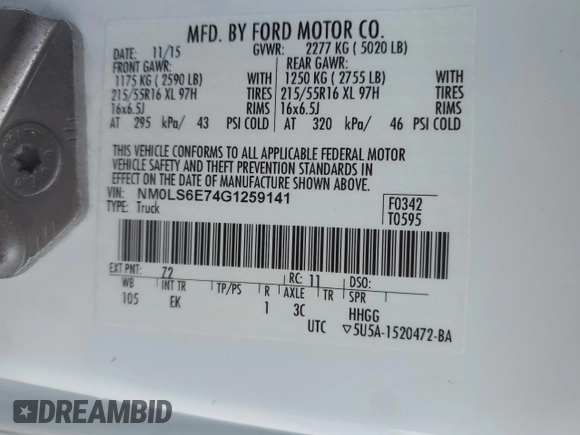 MFD. BY FORD MOTOR CO.
DATE: 11/15 GVWR: 2277 KG ( 5020 LB)
FRONT GAWR: REAR GAWR:
1175 KG ( 2590 LB) WITH 1250 KG ( 2755 LB) WITH
215/55R16 XL 97H TIRES 215/55R16 XL 97H TIRES
16x6.5J RIMS 16x6.5J RIMS
AT 295 kPa/ 43 PSI COLD AT 320 kPa/ 46 PSI COLD
THIS VEHICLE CONFORMS TO ALL APPLICABLE FEDERAL MOTOR
VEHICLE SAFETY AND THEFT PREVENTION STANDARDS IN
EFFECT ON THE DATE OF MANUFACTURE SHOWN ABOVE.
VIN: NM0LS6E74G1259141 F0342
TYPE: Truck T0595
EXT PNT: 72 RC: 11 DSO:
WB INT TR TP/PS R AXLE TR SPR
105 EK 1 3C HHGG
UTC ▽5U5A-1520472-BA
DREAMBID